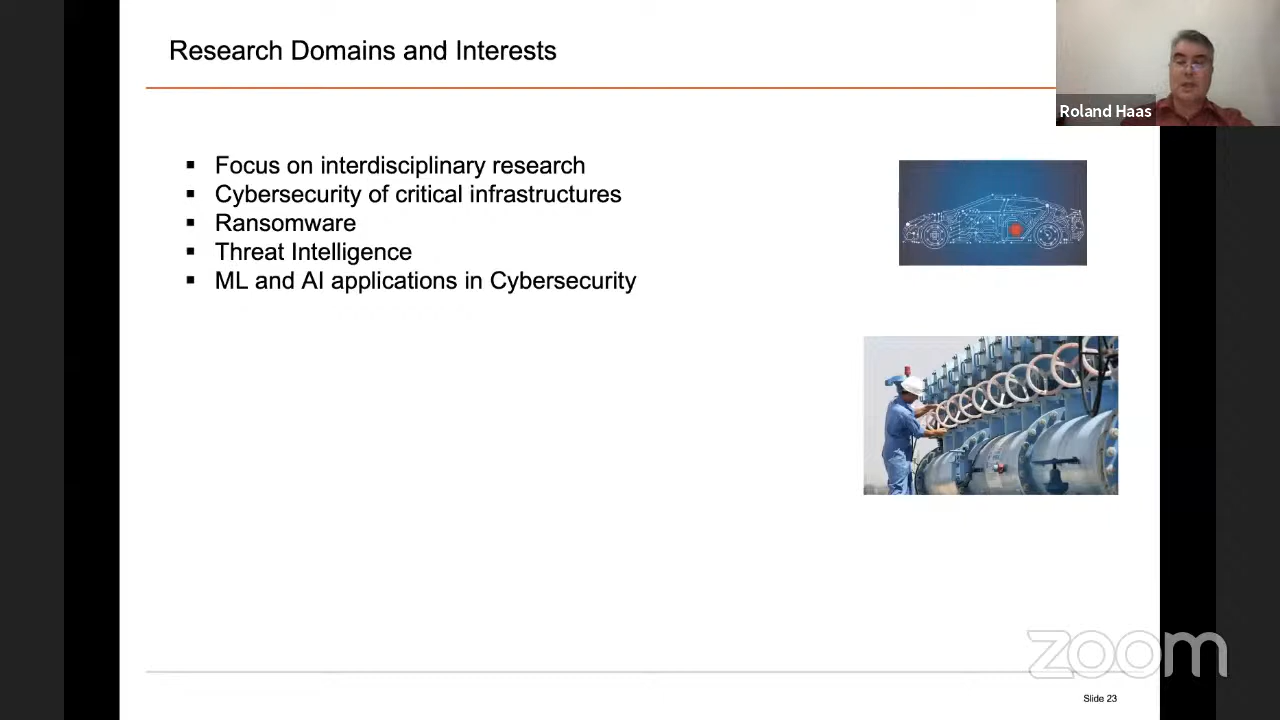 Research Domains and Interests
Roland Haas
▪ Focus on interdisciplinary research
▪ Cybersecurity of critical infrastructures
▪ Ransomware
▪ Threat Intelligence
▪ ML and AI applications in Cybersecurity
zoom
Slide 23